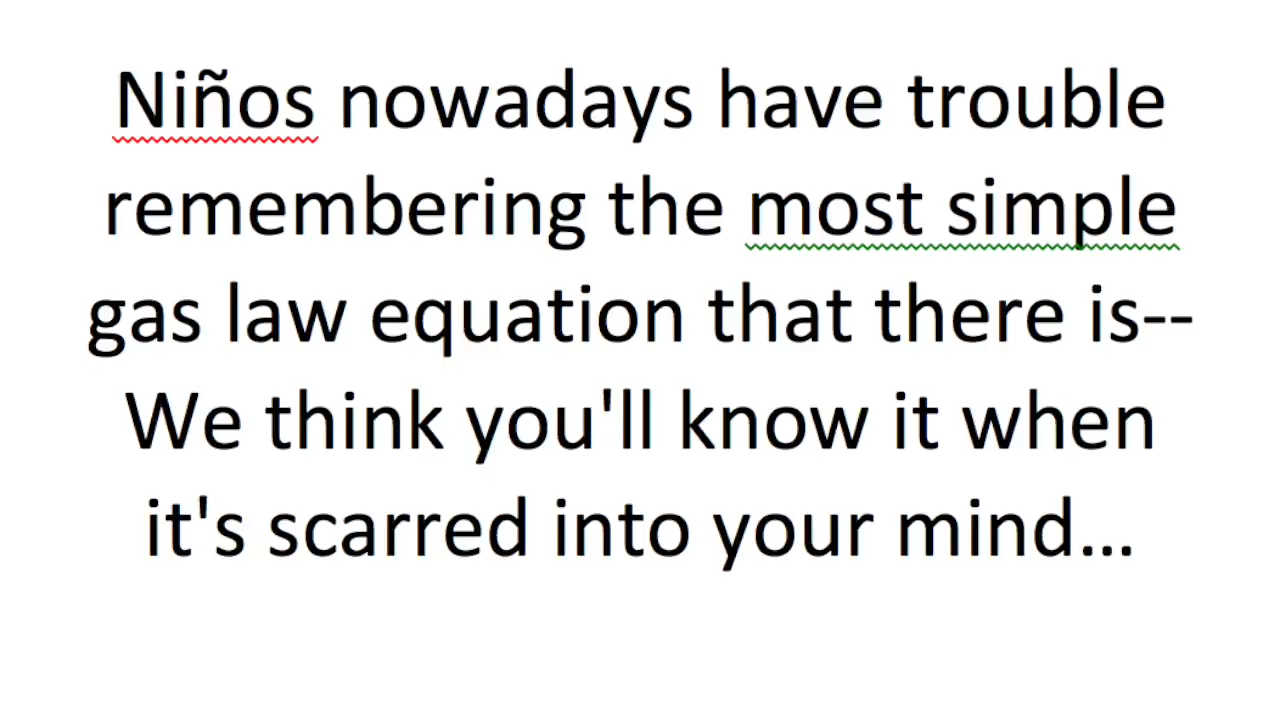 Niños nowadays have trouble
remembering the most simple
gas law equation that there is--
We think you'll know it when
it's scarred into your mind...